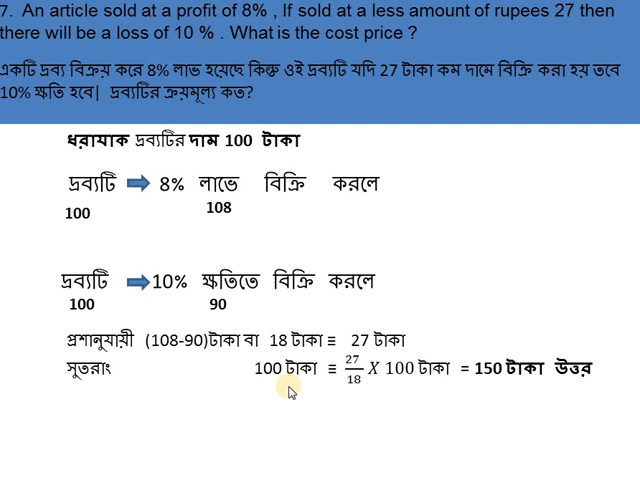 7. An article sold at a profit of 8% , If sold at a less amount of rupees 27 then
there will be a loss of 10 % . What is the cost price ?
একটি দ্রব্য বিক্রয় করে 8% লাভ হয়েছে কিন্তু ওই দ্রব্যটি যদি 27 টাকা কম দামে বিক্রি করা হয় তবে
10% ক্ষতি হবে| দ্রব্যটির ক্রয়মূল্য কত?
ধরাযাক দ্রব্যটির দাম 100 টাকা
দ্রব্যটি 8% লাভে বিক্রি করলে
100 108
দ্রব্যটি 10% ক্ষতিতে বিক্রি করলে
100 90
প্রশানুযায়ী (108-90)টাকা বা 18 টাকা ≡ 27 টাকা
সুতরাং 100 টাকা ≡ 27/18 X 100 টাকা = 150 টাকা উত্তর